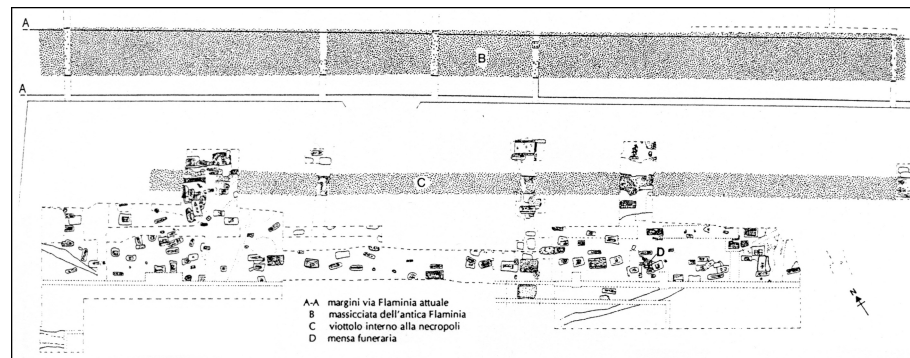 A
B
A
C
D
N
A-A margini via Flaminia attuale
B massicciata dell'antica Flaminia
C viottolo interno alla necropoli
D mensa funeraria